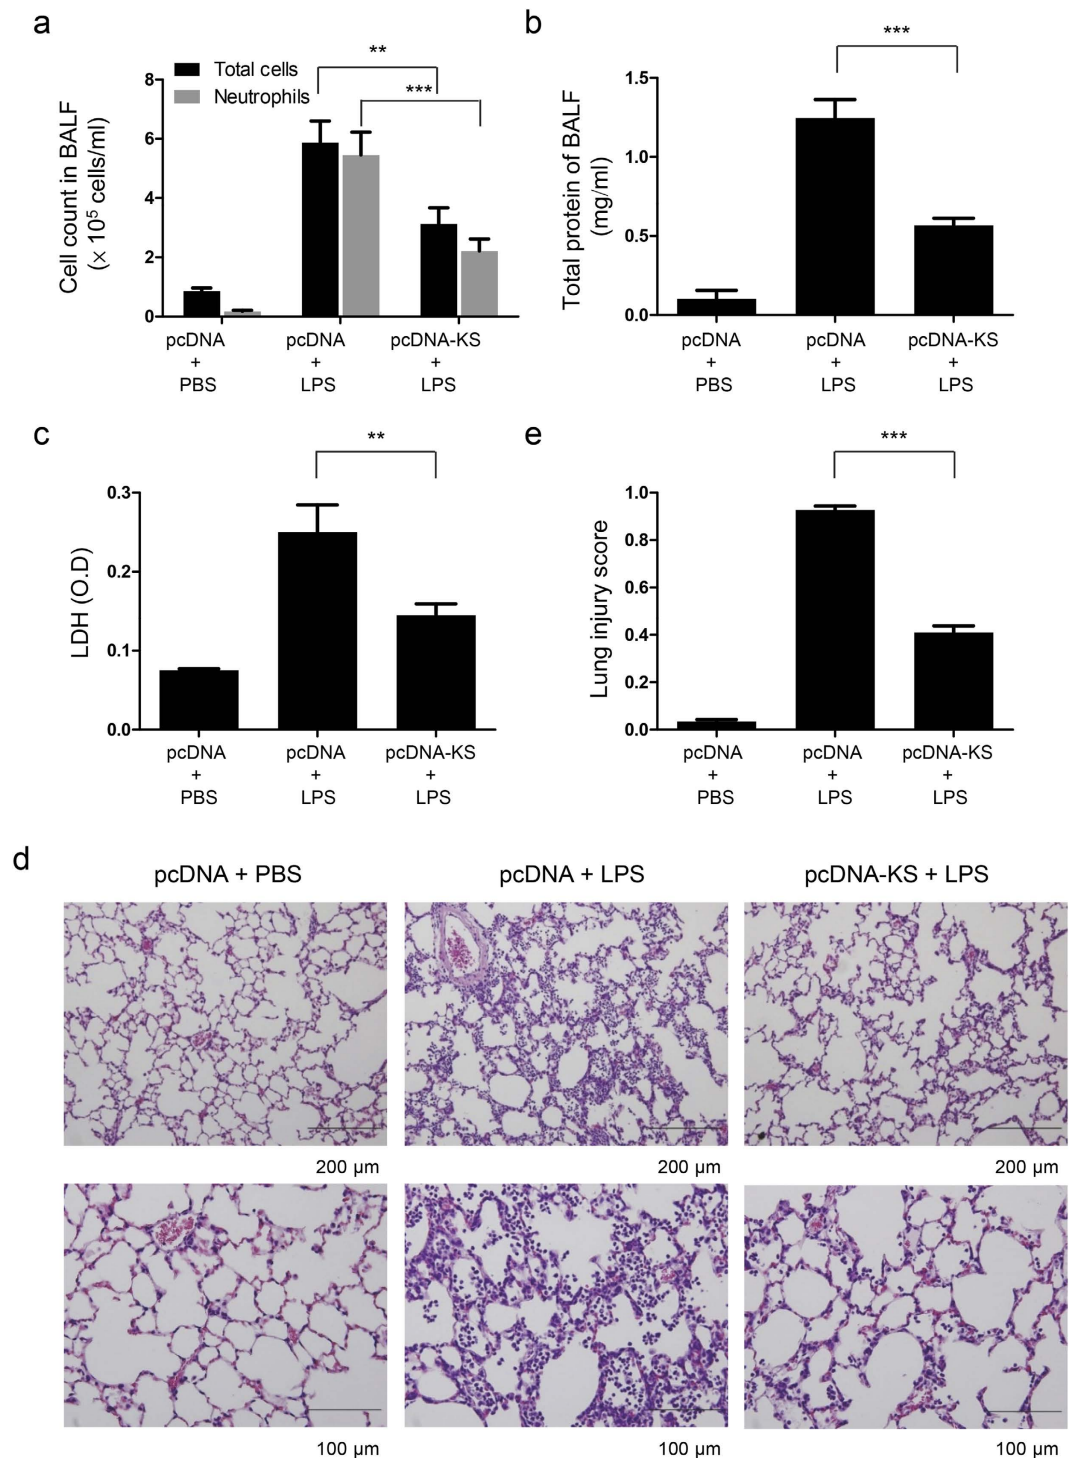 a
Total cells
Neutrophils
**
***
Cell count in BALF
(× 10⁵ cells/ml)
8
6
4
2
0
pcDNA
+
PBS
pcDNA
+
LPS
pcDNA-KS
+
LPS
b
***
Total protein of BALF
(mg/ml)
1.5
1.0
0.5
0.0
pcDNA
+
PBS
pcDNA
+
LPS
pcDNA-KS
+
LPS
c
**
LDH (O.D)
0.3
0.2
0.1
0.0
pcDNA
+
PBS
pcDNA
+
LPS
pcDNA-KS
+
LPS
e
***
Lung injury score
1.0
0.8
0.6
0.4
0.2
0.0
pcDNA
+
PBS
pcDNA
+
LPS
pcDNA-KS
+
LPS
d
pcDNA + PBS
pcDNA + LPS
pcDNA-KS + LPS
200 µm
200 µm
200 µm
100 µm
100 µm
100 µm